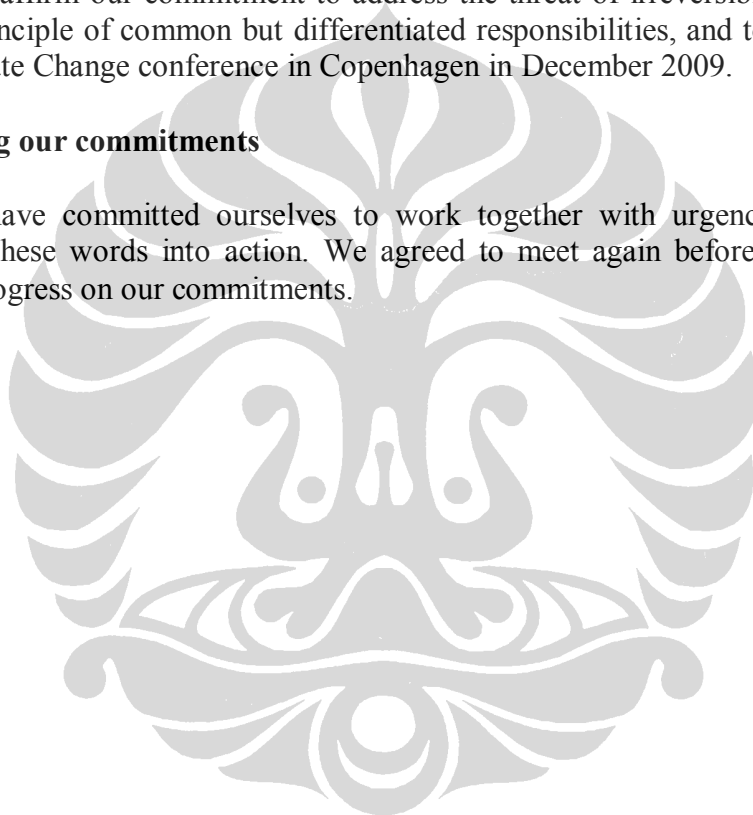 affirm our commitment to address the threat of
inciple of common but differentiated responsibilities, and t
te Change conference in Copenhagen in December 2009.
g our commitments
ave committed ourselves to work together with urgenc
hese words into action. We agreed to meet again before
ogress on our commitments.